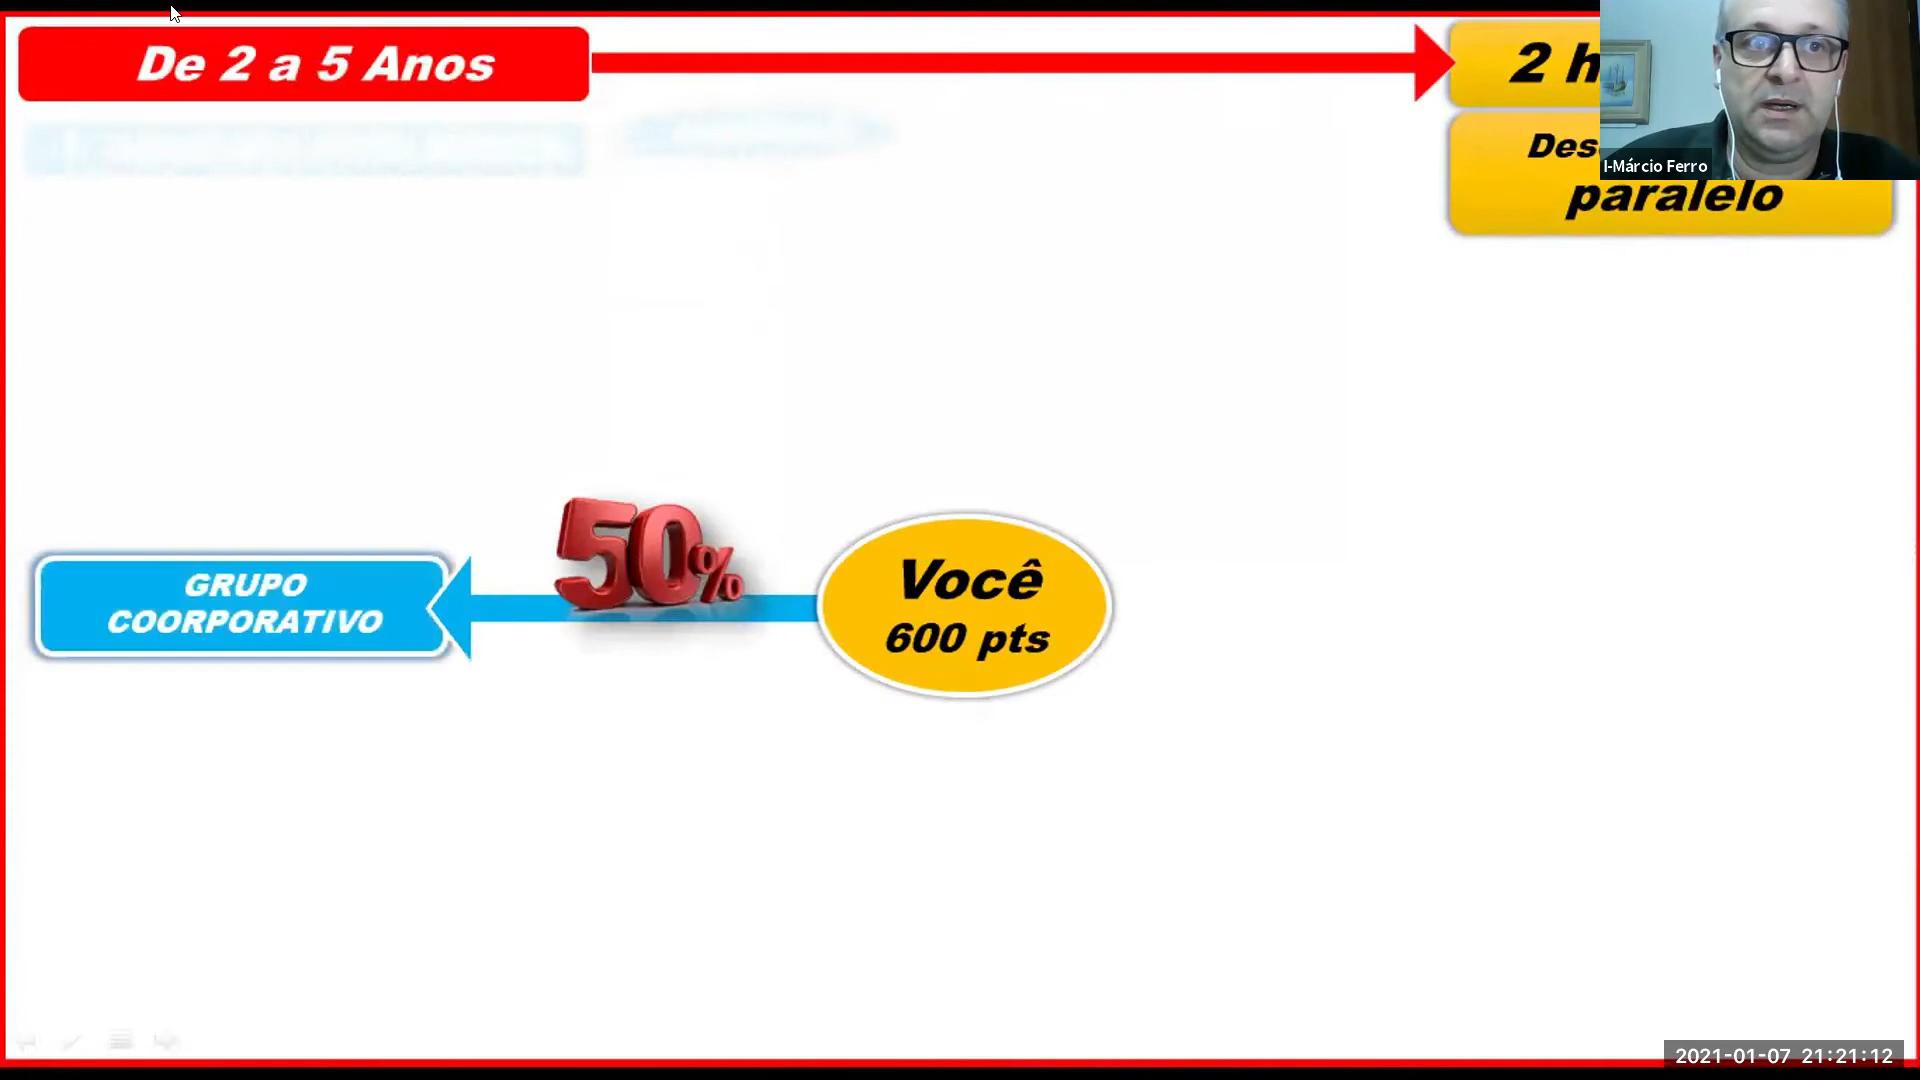 De 2 a 5 Anos
2 h
Des
paralelo
I-Márcio Ferro
50%
GRUPO
COORPORATIVO
Você
600 pts
2021-01-07 21:21:12